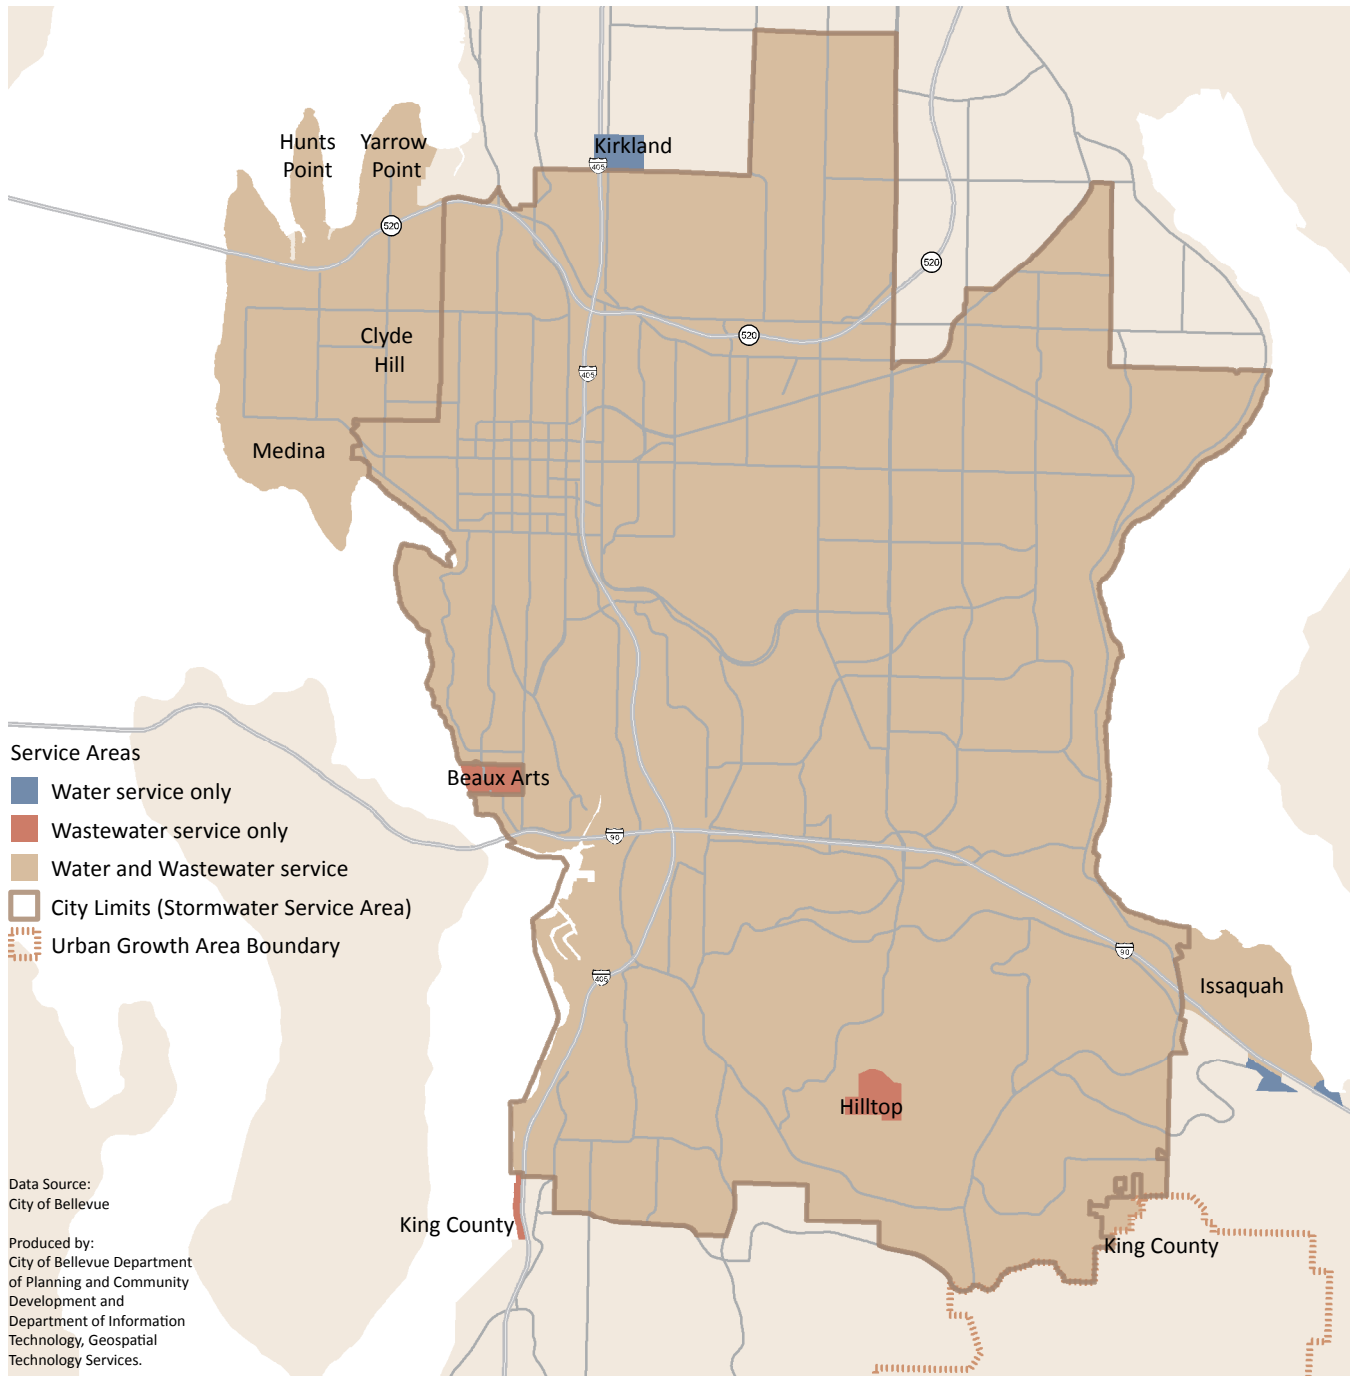 Hunts
Point
Yarrow
Point
Kirkland
405
520
520
Clyde
Hill
520
405
Medina
Service Areas
Water service only
Wastewater service only
Water and Wastewater service
City Limits (Stormwater Service Area)
Urban Growth Area Boundary
Beaux Arts
90
90
405
Issaquah
Hilltop
King County
King County
Data Source:
City of Bellevue
Produced by:
City of Bellevue Department
of Planning and Community
Development and
Department of Information
Technology, Geospatial
Technology Services.